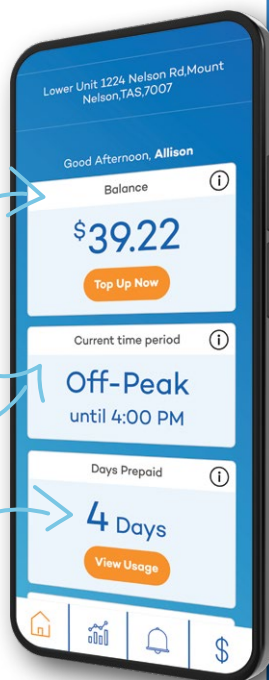 Lower Unit 1224 Nelson Rd,Mount
Nelson,TAS,7007
Good Afternoon, Allison
Balance
$39.22
Top Up Now
Current time period
Off-Peak
until 4:00 PM
Days Prepaid
4 Days
View Usage
$